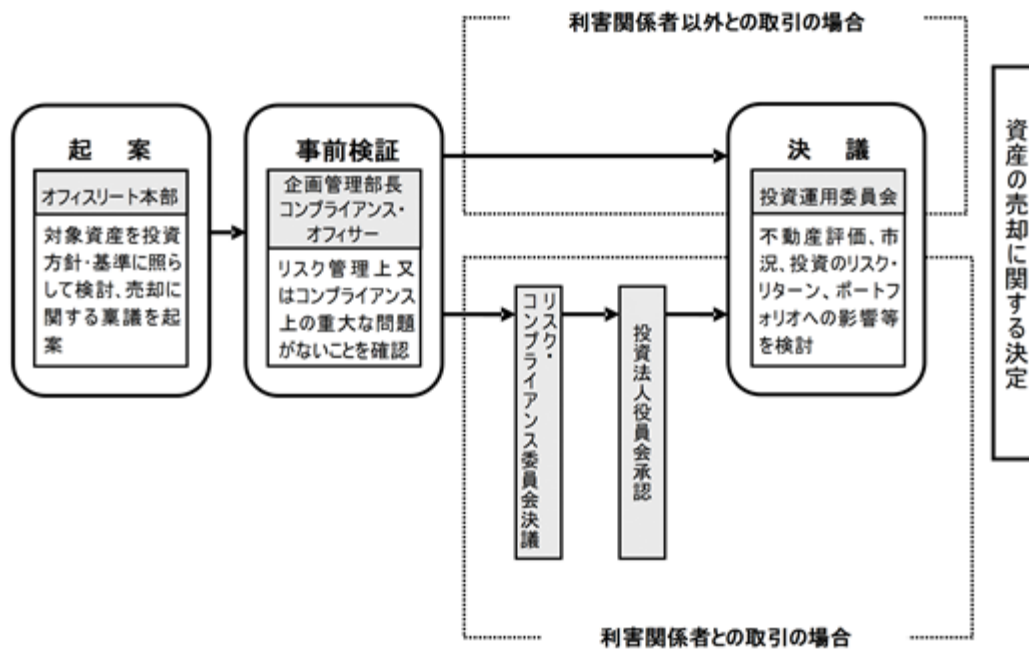 利害関係者以外との取引の場合
起 案
オフィスリート本部
対象資産を投資
方針・基準に照ら
して検討、売却に
関する稟議を起
案
事前検証
企画管理部長
コンプライアンス・
オフィサー
リスク管理上又
はコンプライアンス
上の重大な問題
がないことを確認
リスク・
コンプライアンス委員会決議
投資法人役員会承認
決 議
投資運用委員会
不動産評価、市
況、投資のリスク・
リターン、ポートフ
ォリオへの影響等
を検討
資産の売却に関する決定
利害関係者との取引の場合